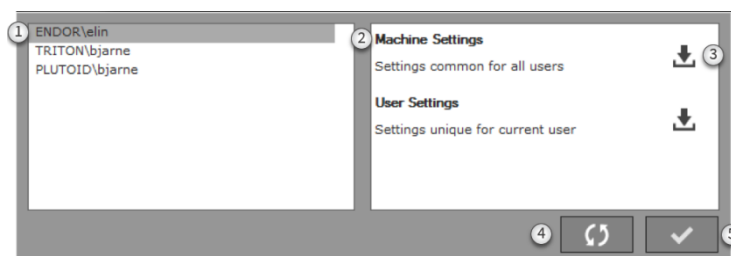 1
ENDOR\elin
TRITON\bjarne
PLUTOID\bjarne
2
Machine Settings
Settings common for all users
3
User Settings
Settings unique for current user
4
5